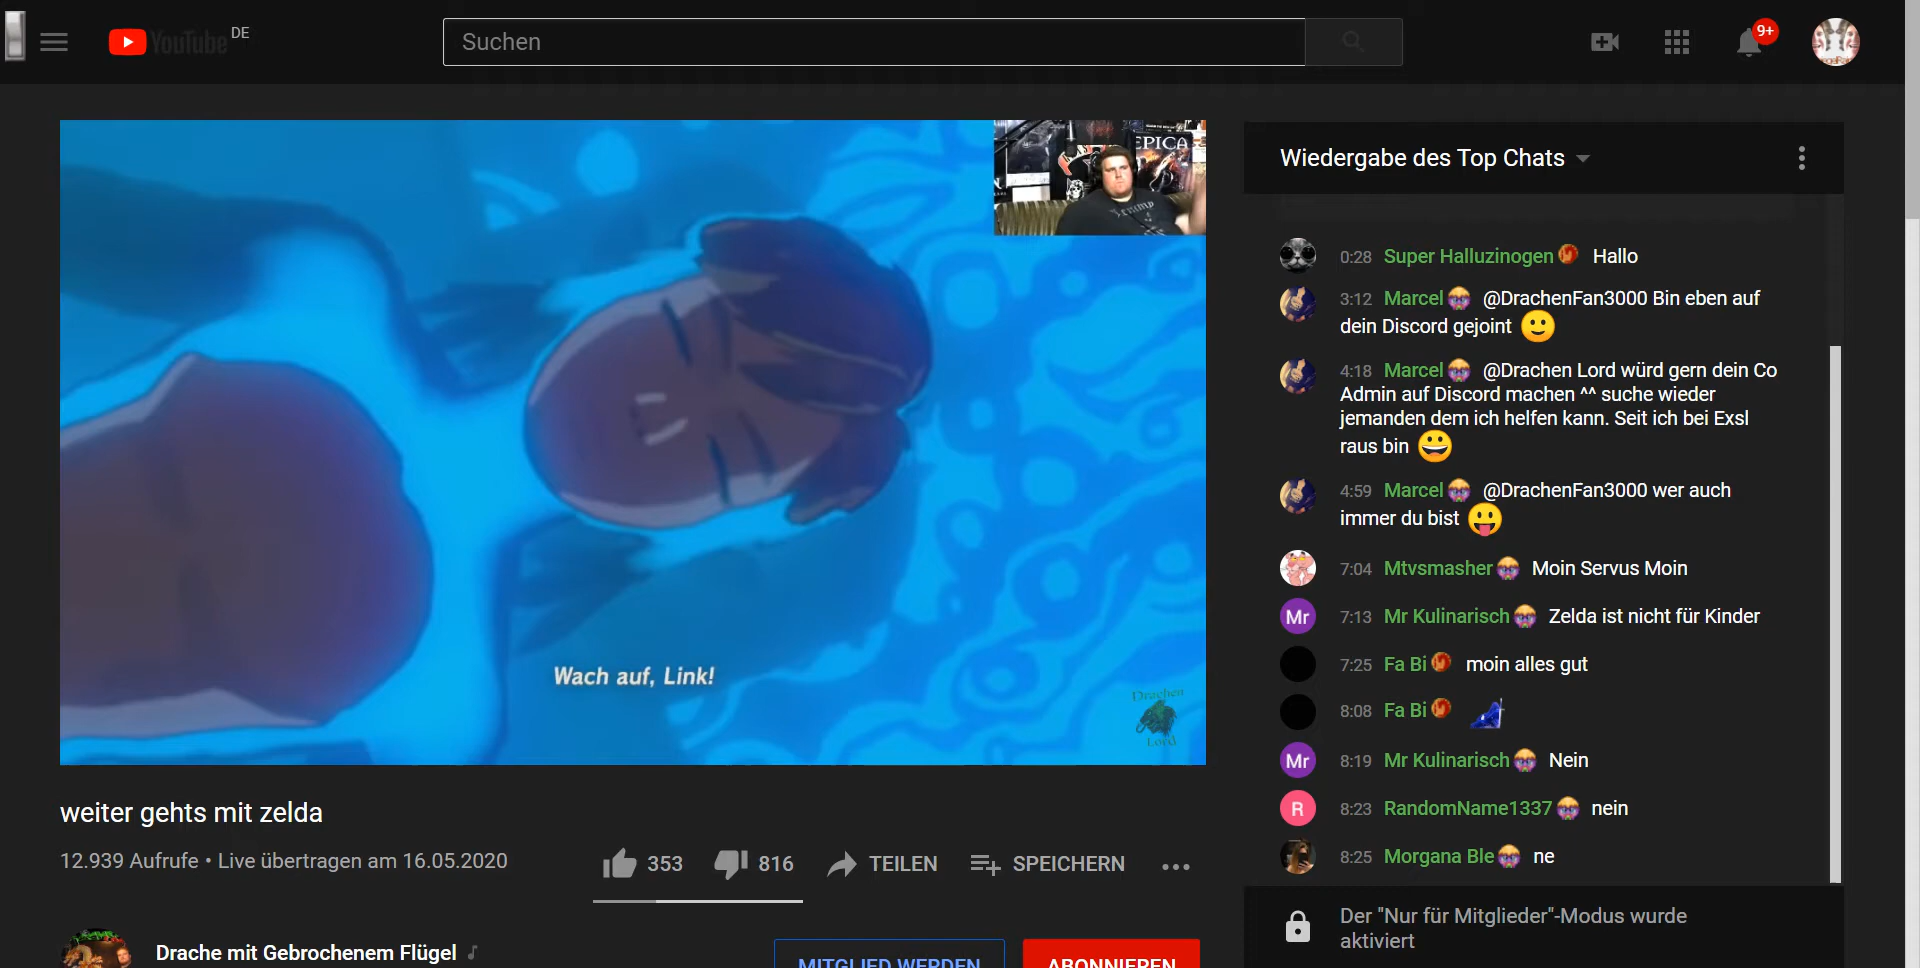 YouTube DE
Suchen
9+
EPICA
Wach auf, Link!
Drachen
Lord
weiter gehts mit zelda
12.939 Aufrufe • Live übertragen am 16.05.2020
353
816
TEILEN
SPEICHERN
Drache mit Gebrochenem Flügel
MITGLIED WERDEN
ABONNIEREN
Wiedergabe des Top Chats
0:28 Super Halluzinogen Hallo
3:12 Marcel @DrachenFan3000 Bin eben auf
dein Discord gejoint 🙂
4:18 Marcel @Drachen Lord würd gern dein Co
Admin auf Discord machen ^^ suche wieder
jemanden dem ich helfen kann. Seit ich bei Exsl
raus bin 😀
4:59 Marcel @DrachenFan3000 wer auch
immer du bist 😛
7:04 Mtvsmasher Moin Servus Moin
Mr 7:13 Mr Kulinarisch Zelda ist nicht für Kinder
7:25 Fa Bi moin alles gut
8:08 Fa Bi
Mr 8:19 Mr Kulinarisch Nein
R 8:23 RandomName1337 nein
8:25 Morgana Ble ne
Der "Nur für Mitglieder"-Modus wurde
aktiviert